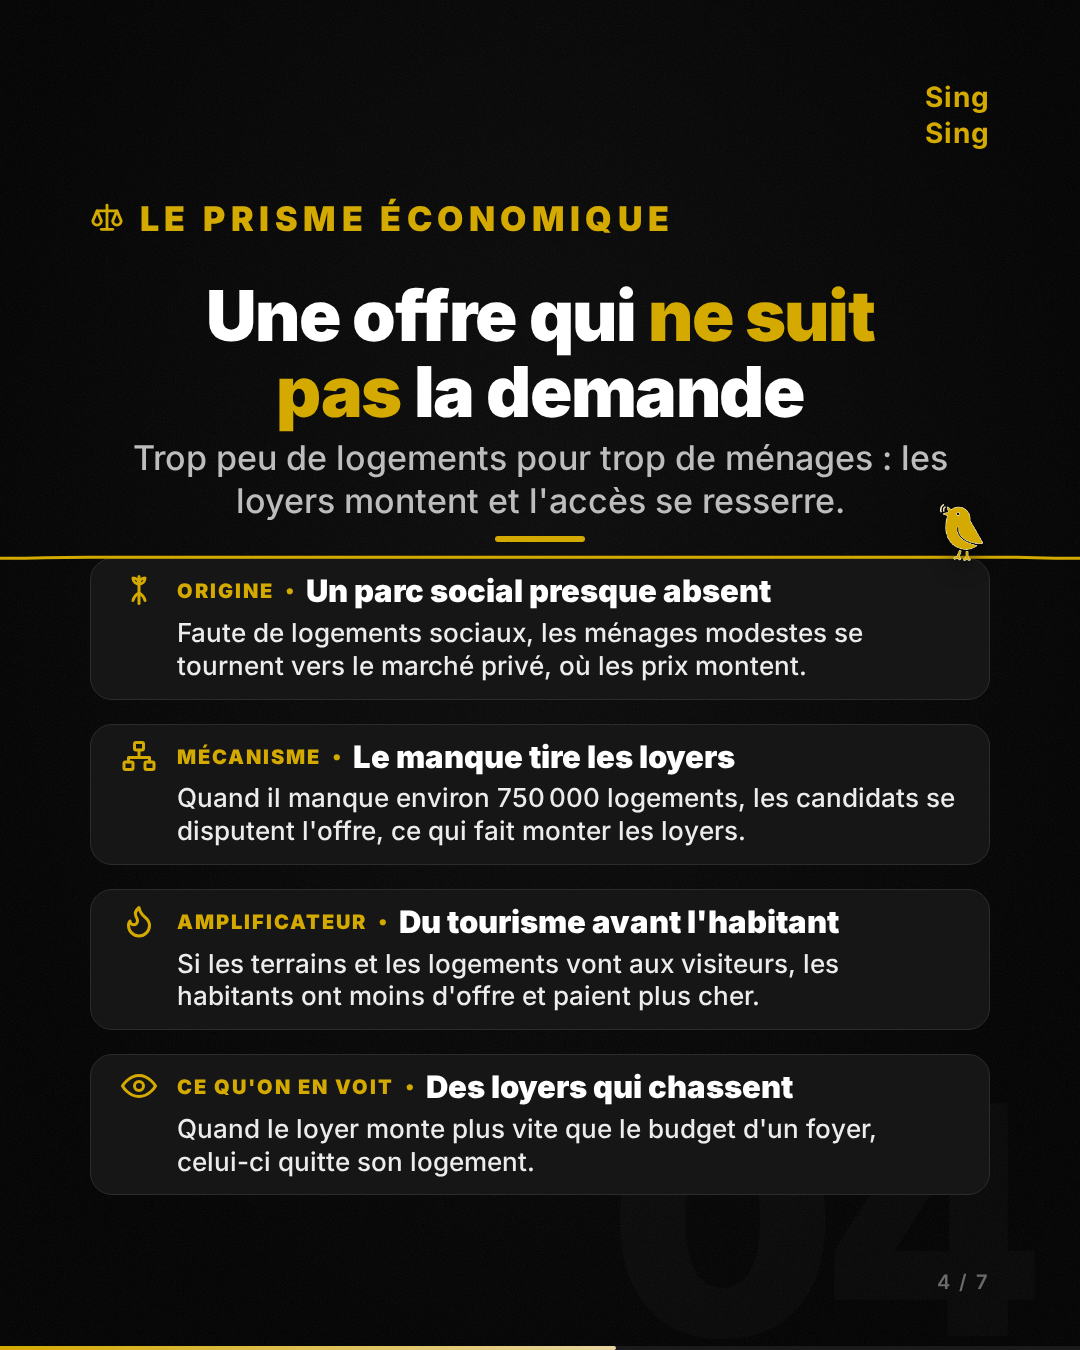 Sing
Sing
LE PRISME ÉCONOMIQUE
Une offre qui ne suit
pas la demande
Trop peu de logements pour trop de ménages : les
loyers montent et l'accès se resserre.
ORIGINE • Un parc social presque absent
Faute de logements sociaux, les ménages modestes se
tournent vers le marché privé, où les prix montent.
MÉCANISME • Le manque tire les loyers
Quand il manque environ 750 000 logements, les candidats se
disputent l'offre, ce qui fait monter les loyers.
AMPLIFICATEUR • Du tourisme avant l'habitant
Si les terrains et les logements vont aux visiteurs, les
habitants ont moins d'offre et paient plus cher.
CE QU'ON EN VOIT • Des loyers qui chassent
Quand le loyer monte plus vite que le budget d'un foyer,
celui-ci quitte son logement.
04
4 / 7